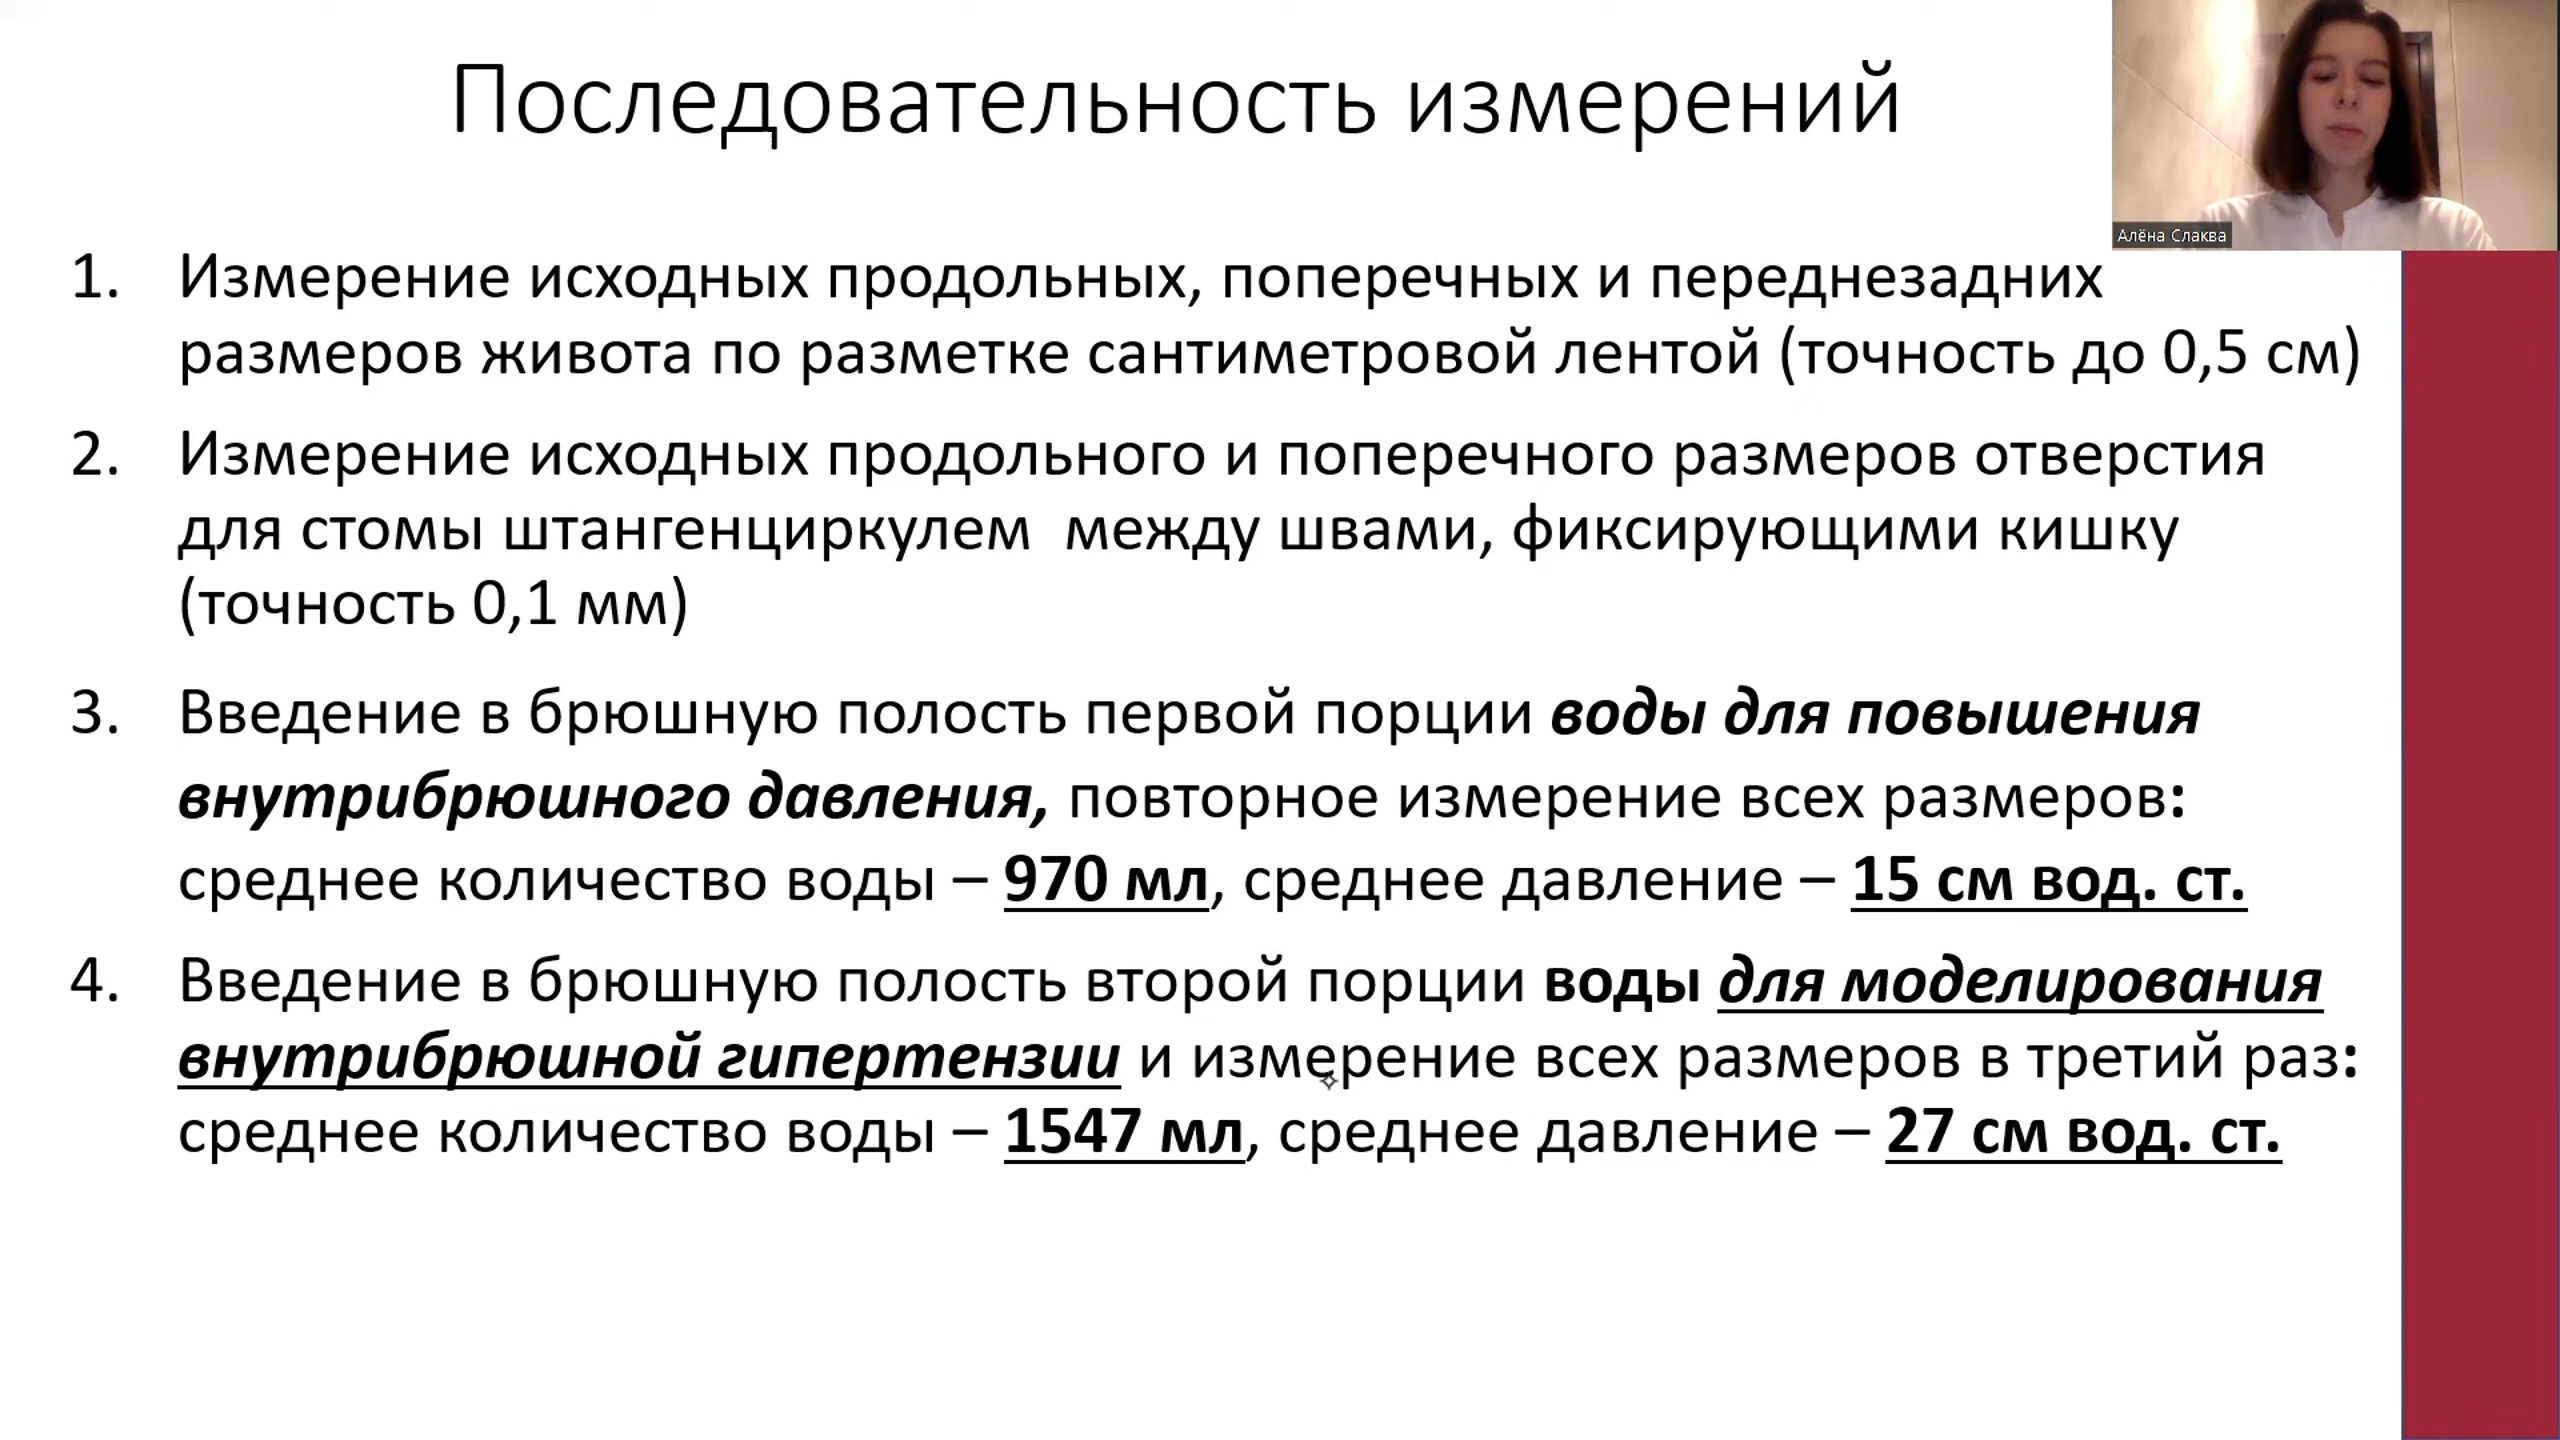 Последовательность измерений
Алёна Слаква
1. Измерение исходных продольных, поперечных и переднезадних
размеров живота по разметке сантиметровой лентой (точность до 0,5 см)
2. Измерение исходных продольного и поперечного размеров отверстия
для стомы штангенциркулем между швами, фиксирующими кишку
(точность 0,1 мм)
3. Введение в брюшную полость первой порции воды для повышения
внутрибрюшного давления, повторное измерение всех размеров:
среднее количество воды – 970 мл, среднее давление – 15 см вод. ст.
4. Введение в брюшную полость второй порции воды для моделирования
внутрибрюшной гипертензии и измерение всех размеров в третий раз:
среднее количество воды – 1547 мл, среднее давление – 27 см вод. ст.